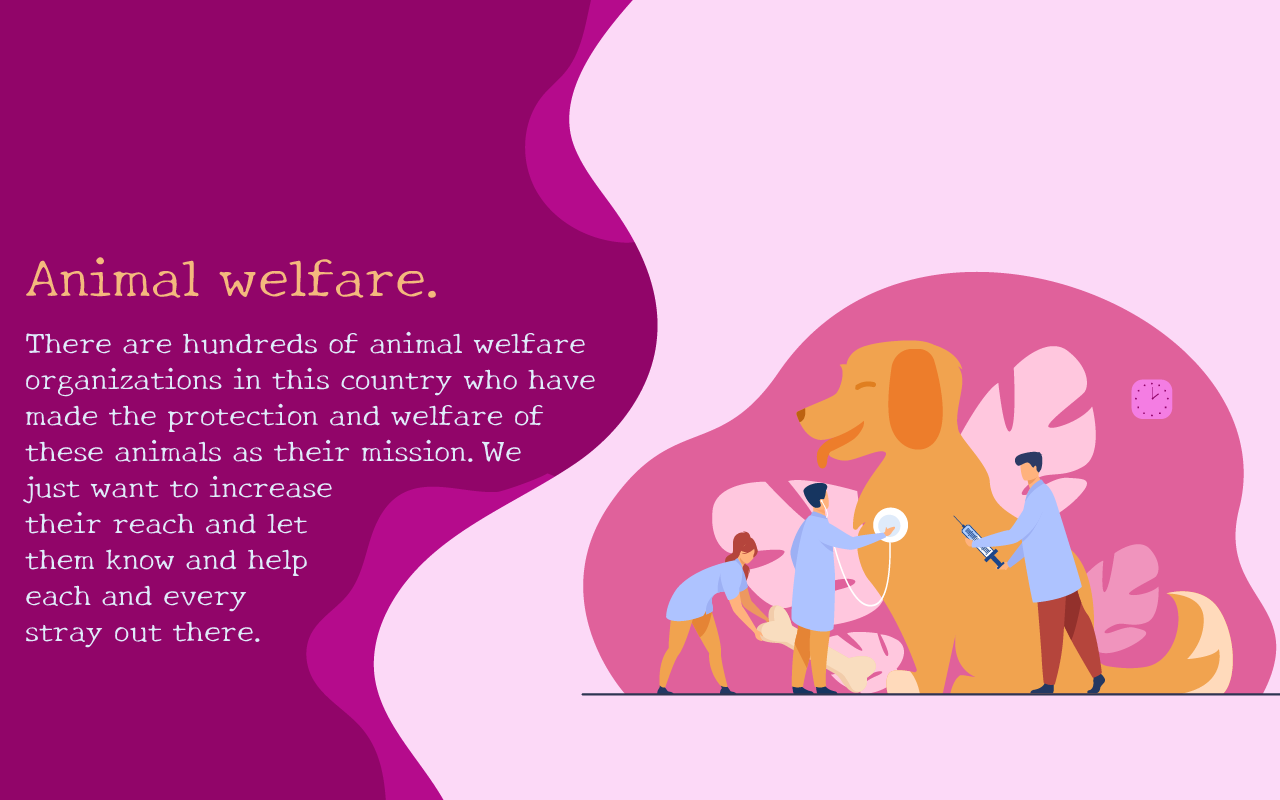 Animal welfare.
There are hundreds of animal welfare
organizations in this country who have
made the protection and welfare of
these animals as their mission. We
just want to increase
their reach and let
them know and help
each and every
stray out there.